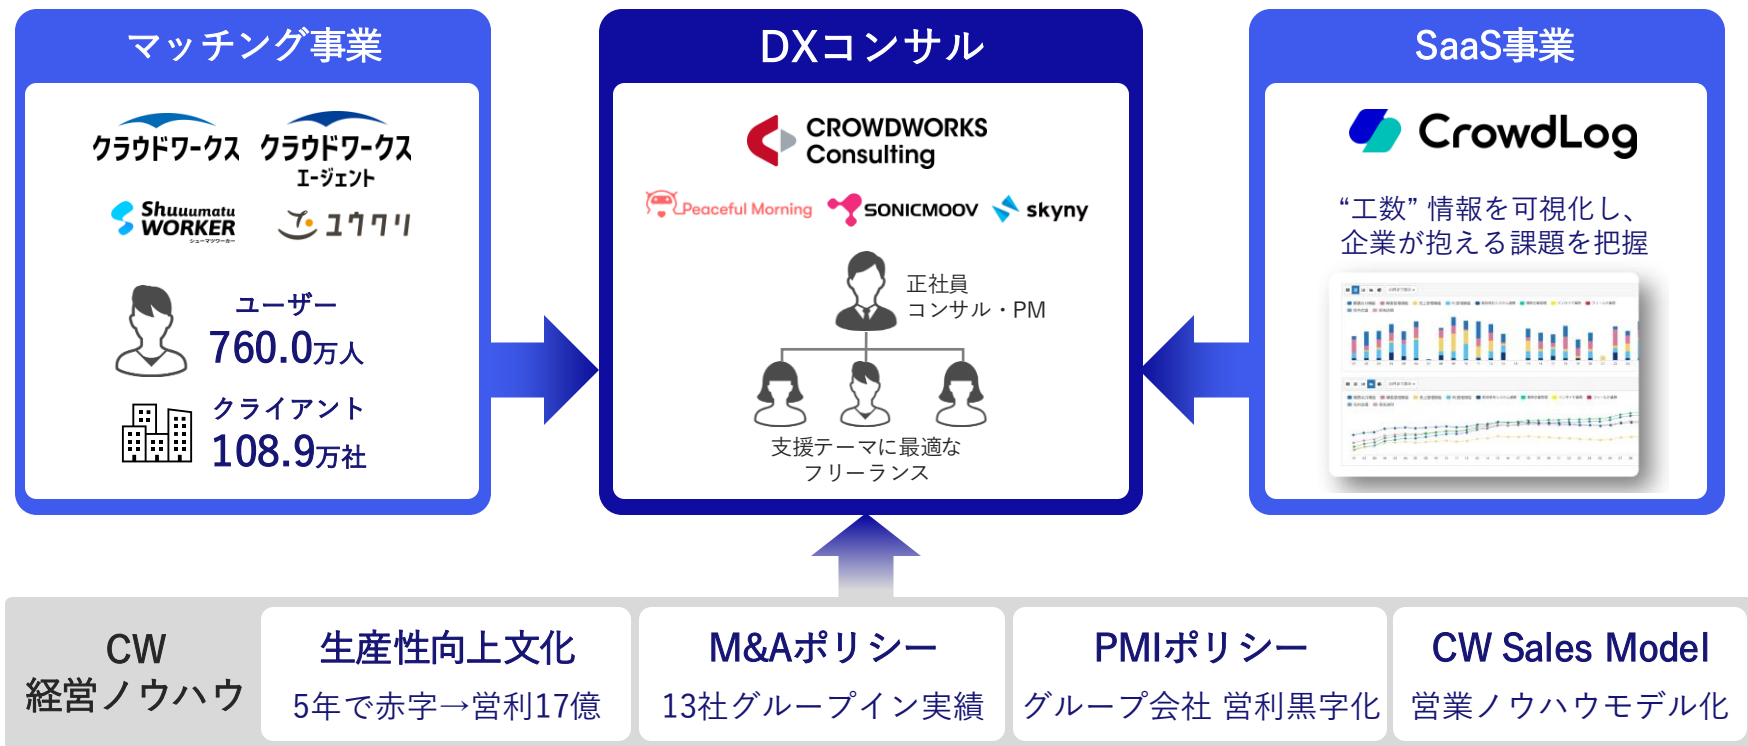 マッチング事業
クラウドワークス
クラウドワークス
エージェント
Shuuumatu
WORKER
シューマツワーカー
ユウクリ
ユーザー
760.0万人
クライアント
108.9万社
DXコンサル
CROWDWORKS
Consulting
Peaceful Morning
SONICMOOV
skyny
正社員
コンサル・PM
支援テーマに最適な
フリーランス
SaaS事業
CrowdLog
“工数” 情報を可視化し、
企業が抱える課題を把握
CW
経営ノウハウ
生産性向上文化
5年で赤字→営利17億
M&Aポリシー
13社グループイン実績
PMIポリシー
グループ会社 営利黒字化
CW Sales Model
営業ノウハウモデル化